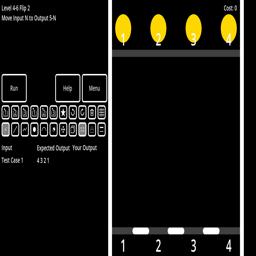 Level 4-6 Flip 2
Move Input N to Output 5-N
Cost: 0
1 2 3 4
Run Help Menu
Input Expected Output Your Output
Test Case 1 4 3 2 1
1 2 3 4